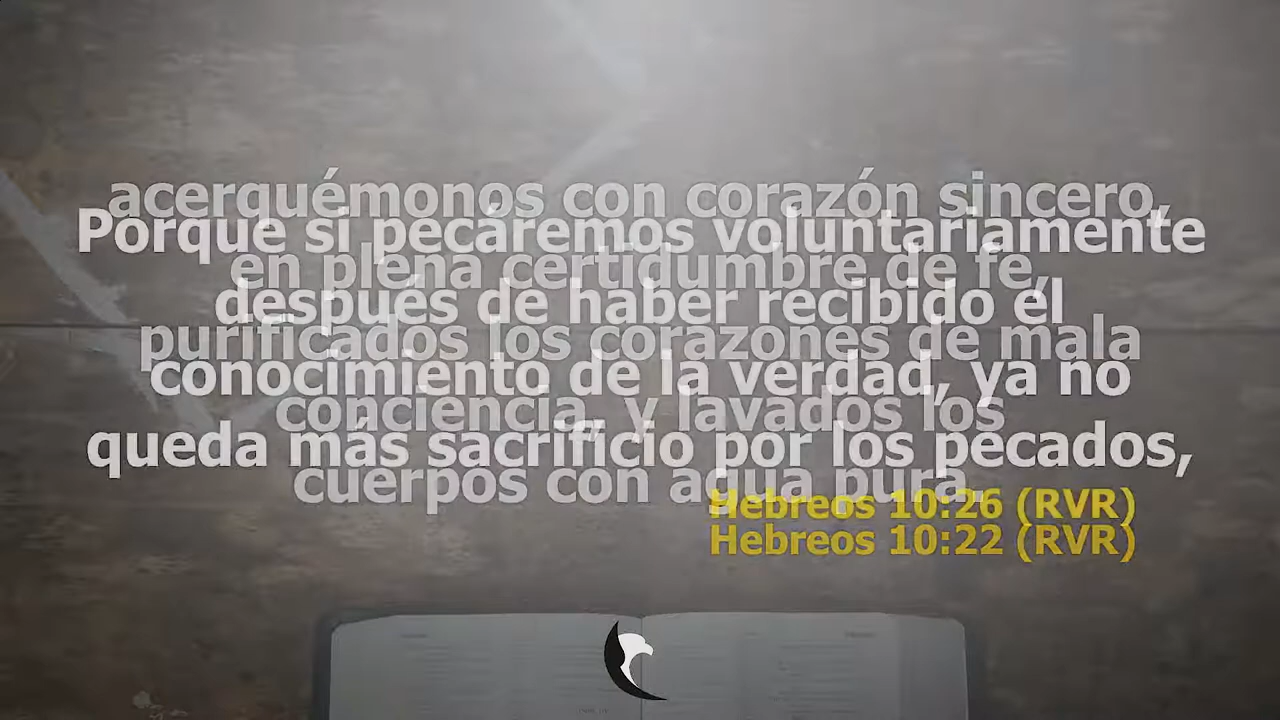 acerquémonos con corazón sincero,
en plena certidumbre de fe,
purificados los corazones de mala
conciencia, y lavados los
cuerpos con agua pura.
Hebreos 10:22 (RVR)
Porque si pecáremos voluntariamente
después de haber recibido el
conocimiento de la verdad, ya no
queda más sacrificio por los pecados,
Hebreos 10:26 (RVR)